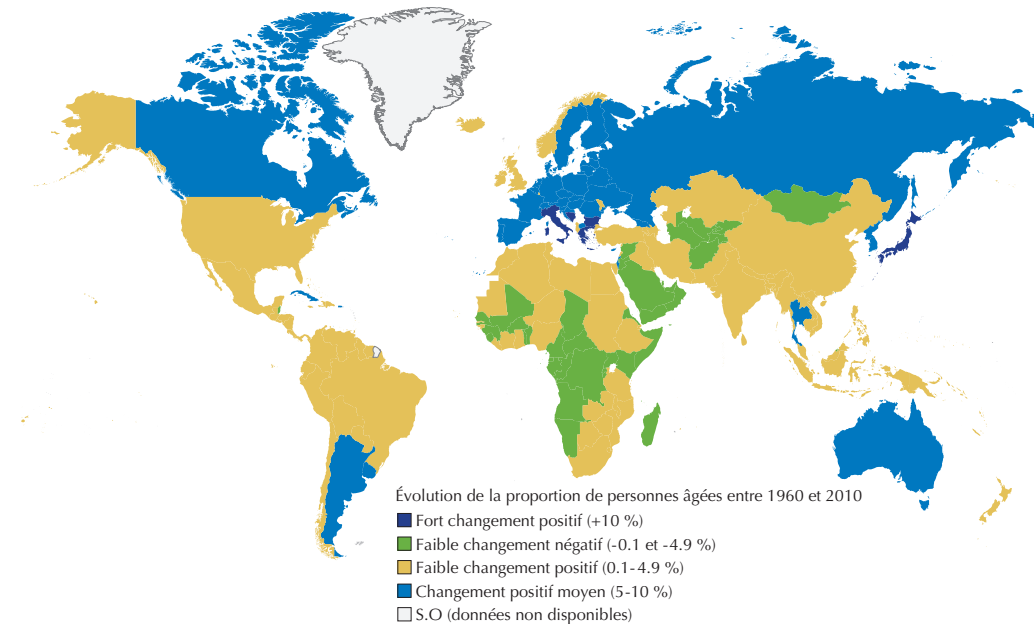 Évolution de la proportion de personnes âgées entre 1960 et 2010
Fort changement positif (+10 %)
Faible changement négatif (-0.1 et -4.9 %)
Faible changement positif (0.1-4.9 %)
Changement positif moyen (5-10 %)
S.O (données non disponibles)